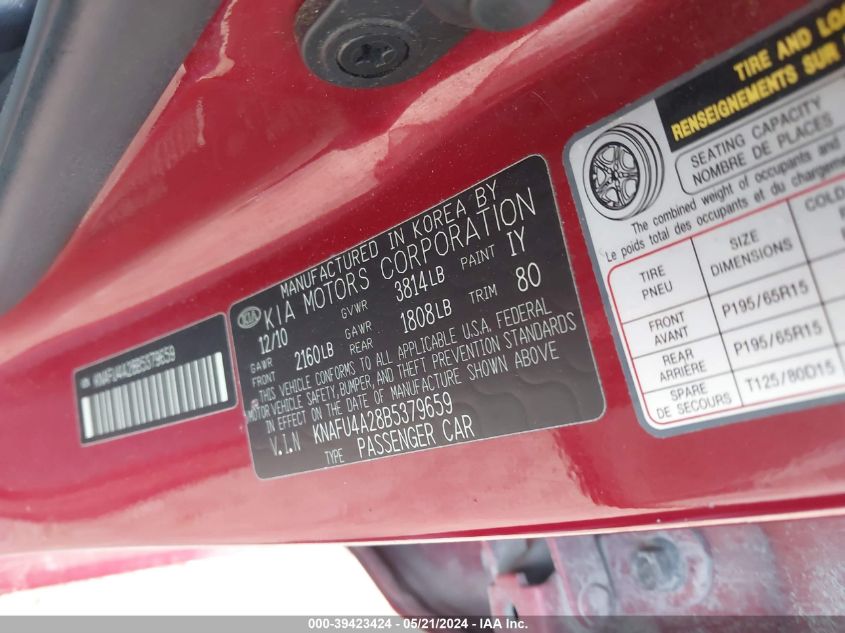 VIN KNAFU4A28B5379659
MANUFACTURED IN KOREA BY
KIA KIA MOTORS CORPORATION
12/10 GVWR 3814LB PAINT IY
GAWR FRONT 2160LB GAWR REAR 1808LB TRIM 80
THIS VEHICLE CONFORMS TO ALL APPLICABLE U.S.A. FEDERAL
MOTOR VEHICLE SAFETY, BUMPER, AND THEFT PREVENTION STANDARDS
IN EFFECT ON THE DATE OF MANUFACTURE SHOWN ABOVE
V.I.N KNAFU4A28B5379659
TYPE PASSENGER CAR
TIRE AND LOA
RENSEIGNEMENTS SUR
SEATING CAPACITY
NOMBRE DE PLACES
The combined weight of occupants and
Le poids total des occupants et du chargeme
TIRE
PNEU
SIZE
DIMENSIONS
COLD
FRONT
AVANT
P195/65R15
REAR
ARRIÈRE
P195/65R15
SPARE
DE SECOURS
T125/80D15
000-39423424 - 05/21/2024 - IAA Inc.